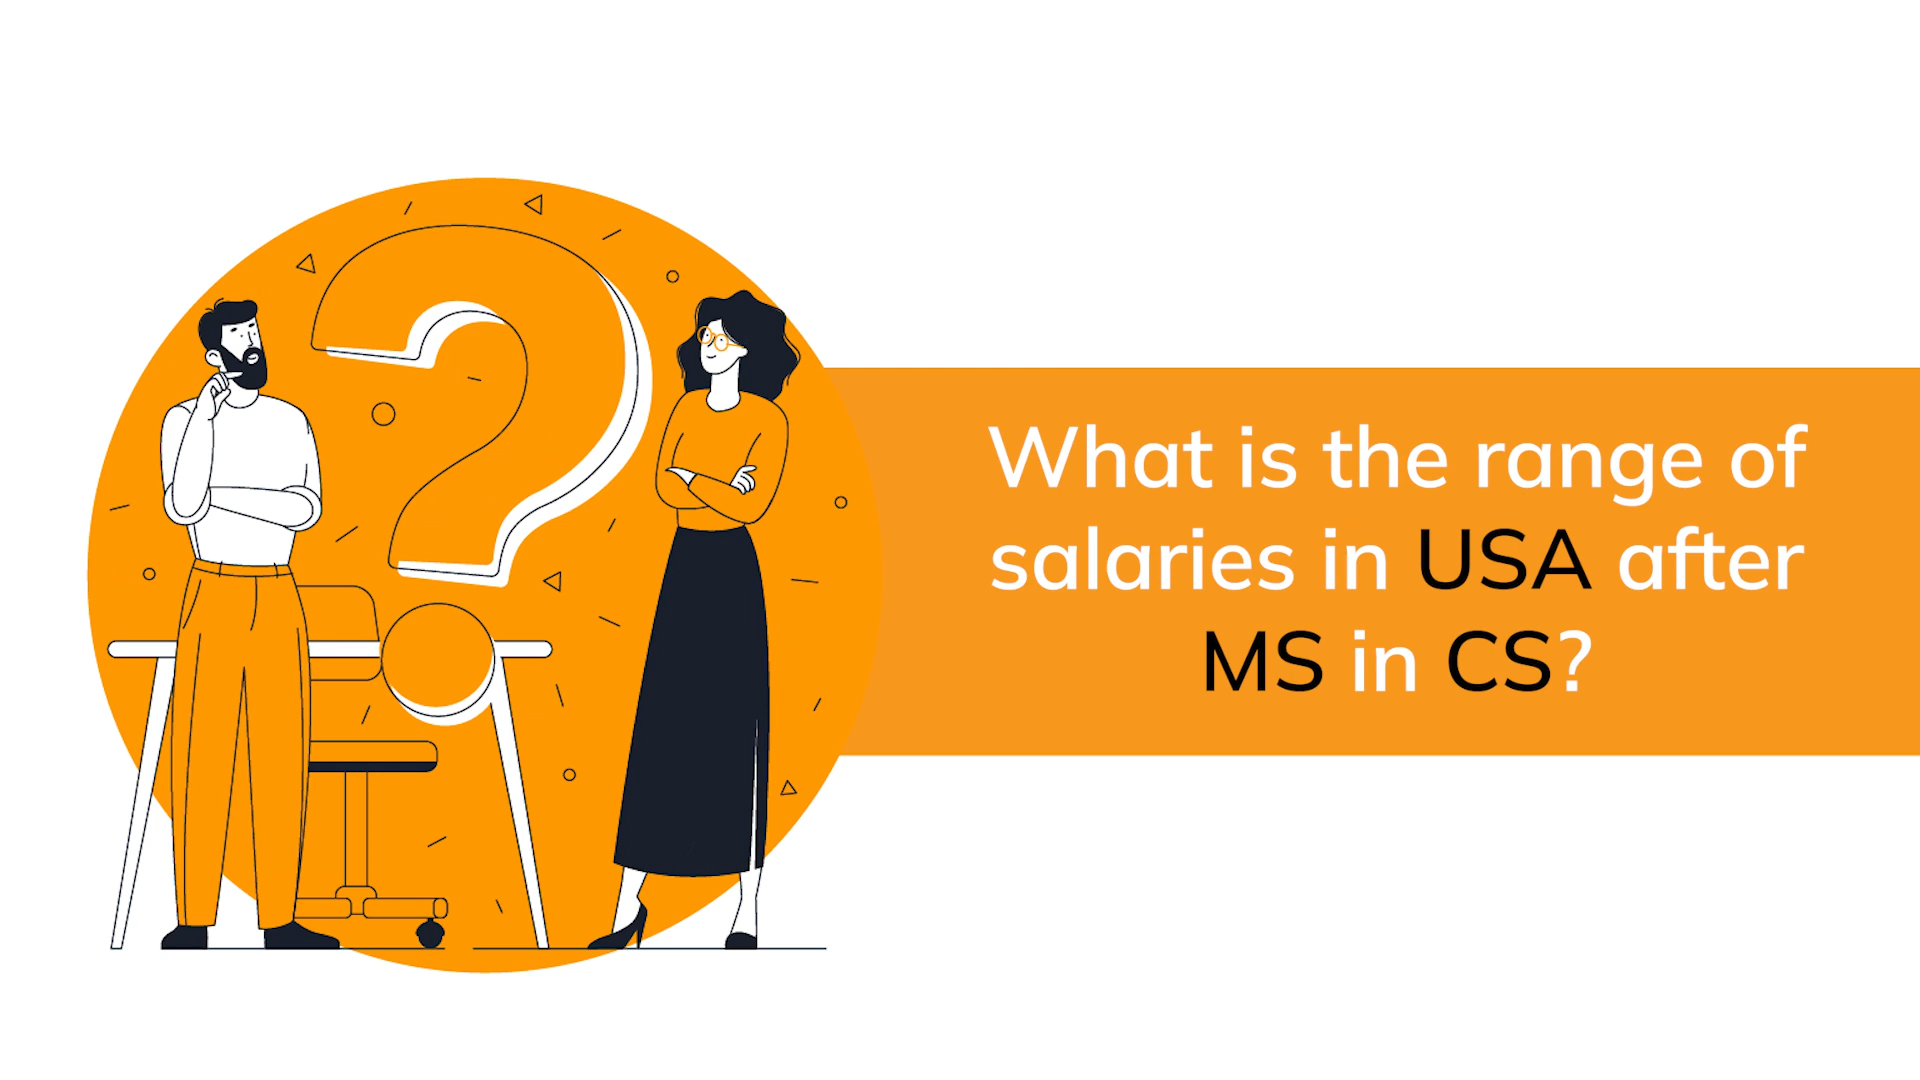 What is the range of
salaries in USA after
MS in CS?